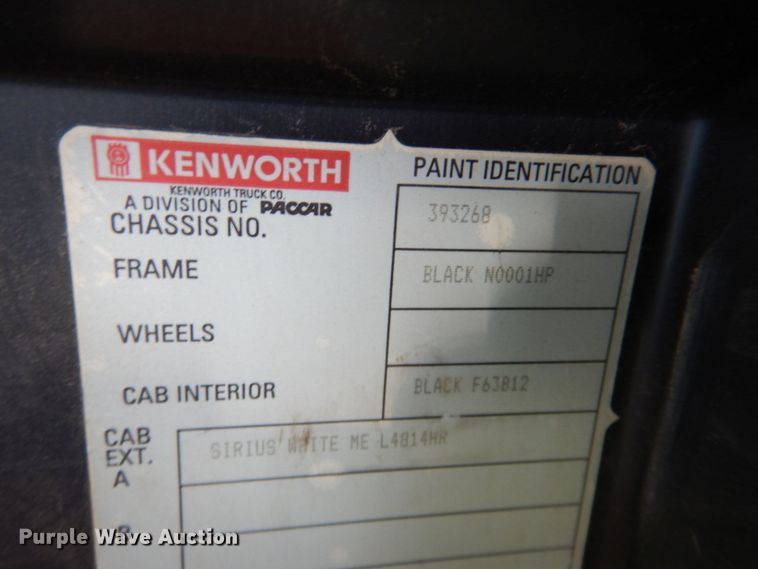 KENWORTH
KENWORTH TRUCK CO.
A DIVISION OF PACCAR
PAINT IDENTIFICATION
CHASSIS NO. 393268
FRAME BLACK N0001HP
WHEELS
CAB INTERIOR BLACK F63B12
CAB
EXT.
A SIRIUS WHITE ME L4814HR
Purple Wave Auction